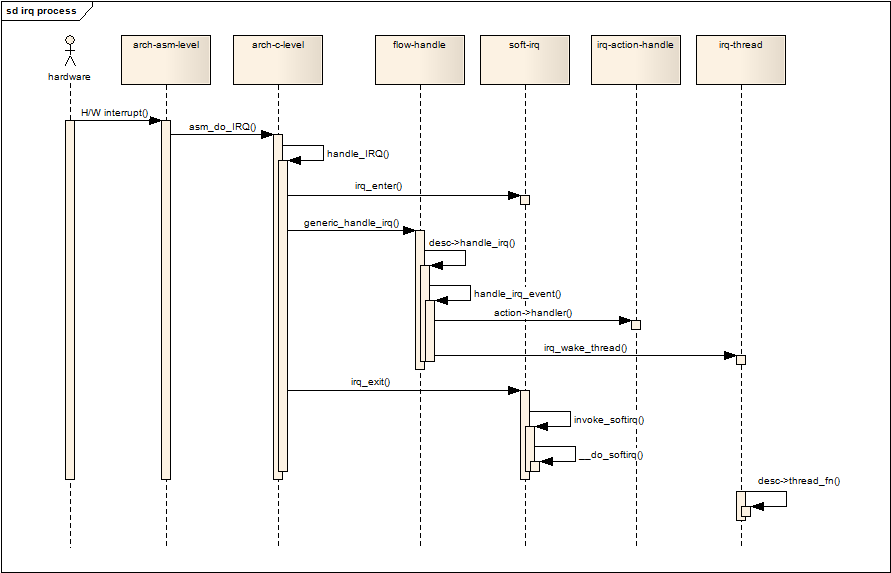 sd irq process
hardware
arch-asm-level
arch-c-level
flow-handle
soft-irq
irq-action-handle
irq-thread
H/W interrupt()
asm_do_IRQ()
handle_IRQ()
irq_enter()
generic_handle_irq()
desc->handle_irq()
handle_irq_event()
action->handler()
irq_wake_thread()
irq_exit()
invoke_softirq()
__do_softirq()
desc->thread_fn()